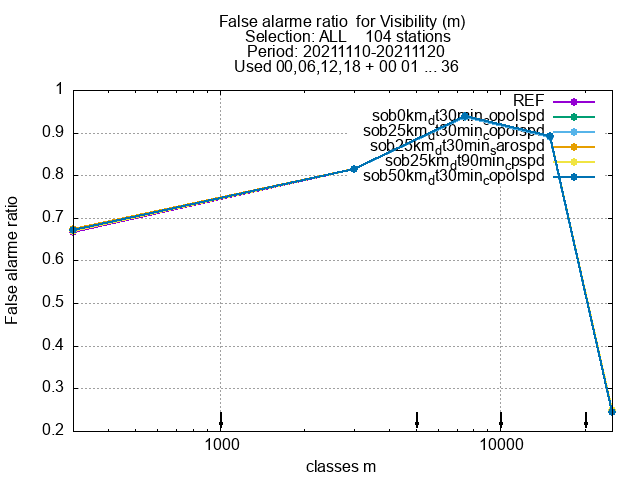 False alarme ratio  for Visibility (m)
Selection: ALL    104 stations
Period: 20211110-20211120
Used 00,06,12,18 + 00 01 ... 36
REF
sob0km_dt30min_copolspd
sob25km_dt30min_copolspd
sob25km_dt30min_sarospd
sob25km_dt90min_cpspd
sob50km_dt30min_copolspd
1
0.9
0.8
0.7
0.6
0.5
0.4
0.3
0.2
False alarme ratio
1000
10000
classes m